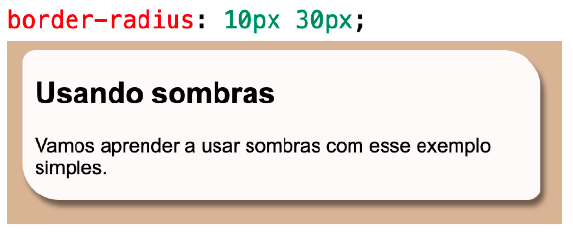 border-radius: 10px 30px;
Usando sombras
Vamos aprender a usar sombras com esse exemplo
simples.